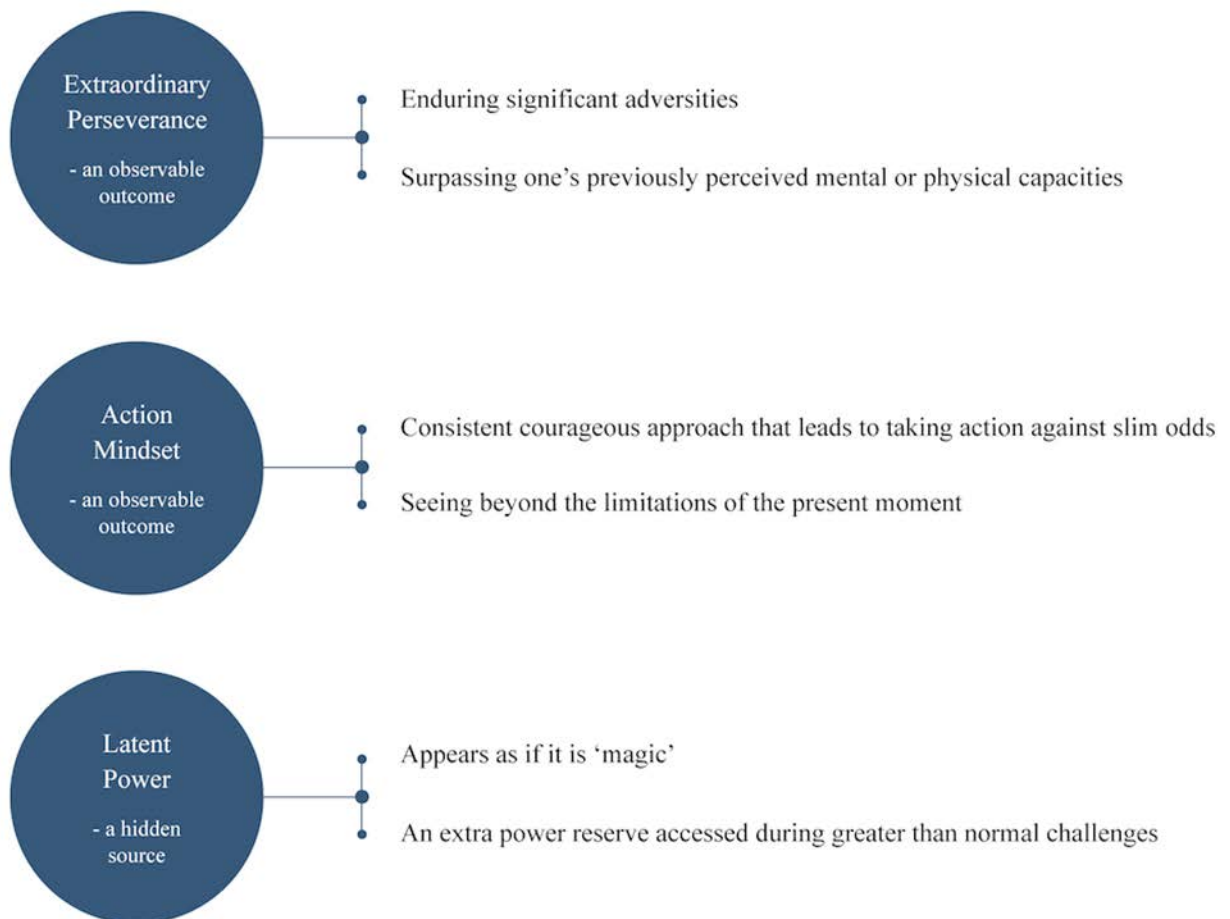 Extraordinary
Perseverance
- an observable
outcome
Enduring significant adversities
Surpassing one’s previously perceived mental or physical capacities
Action
Mindset
- an observable
outcome
Consistent courageous approach that leads to taking action against slim odds
Seeing beyond the limitations of the present moment
Latent
Power
- a hidden
source
Appears as if it is ‘magic’
An extra power reserve accessed during greater than normal challenges